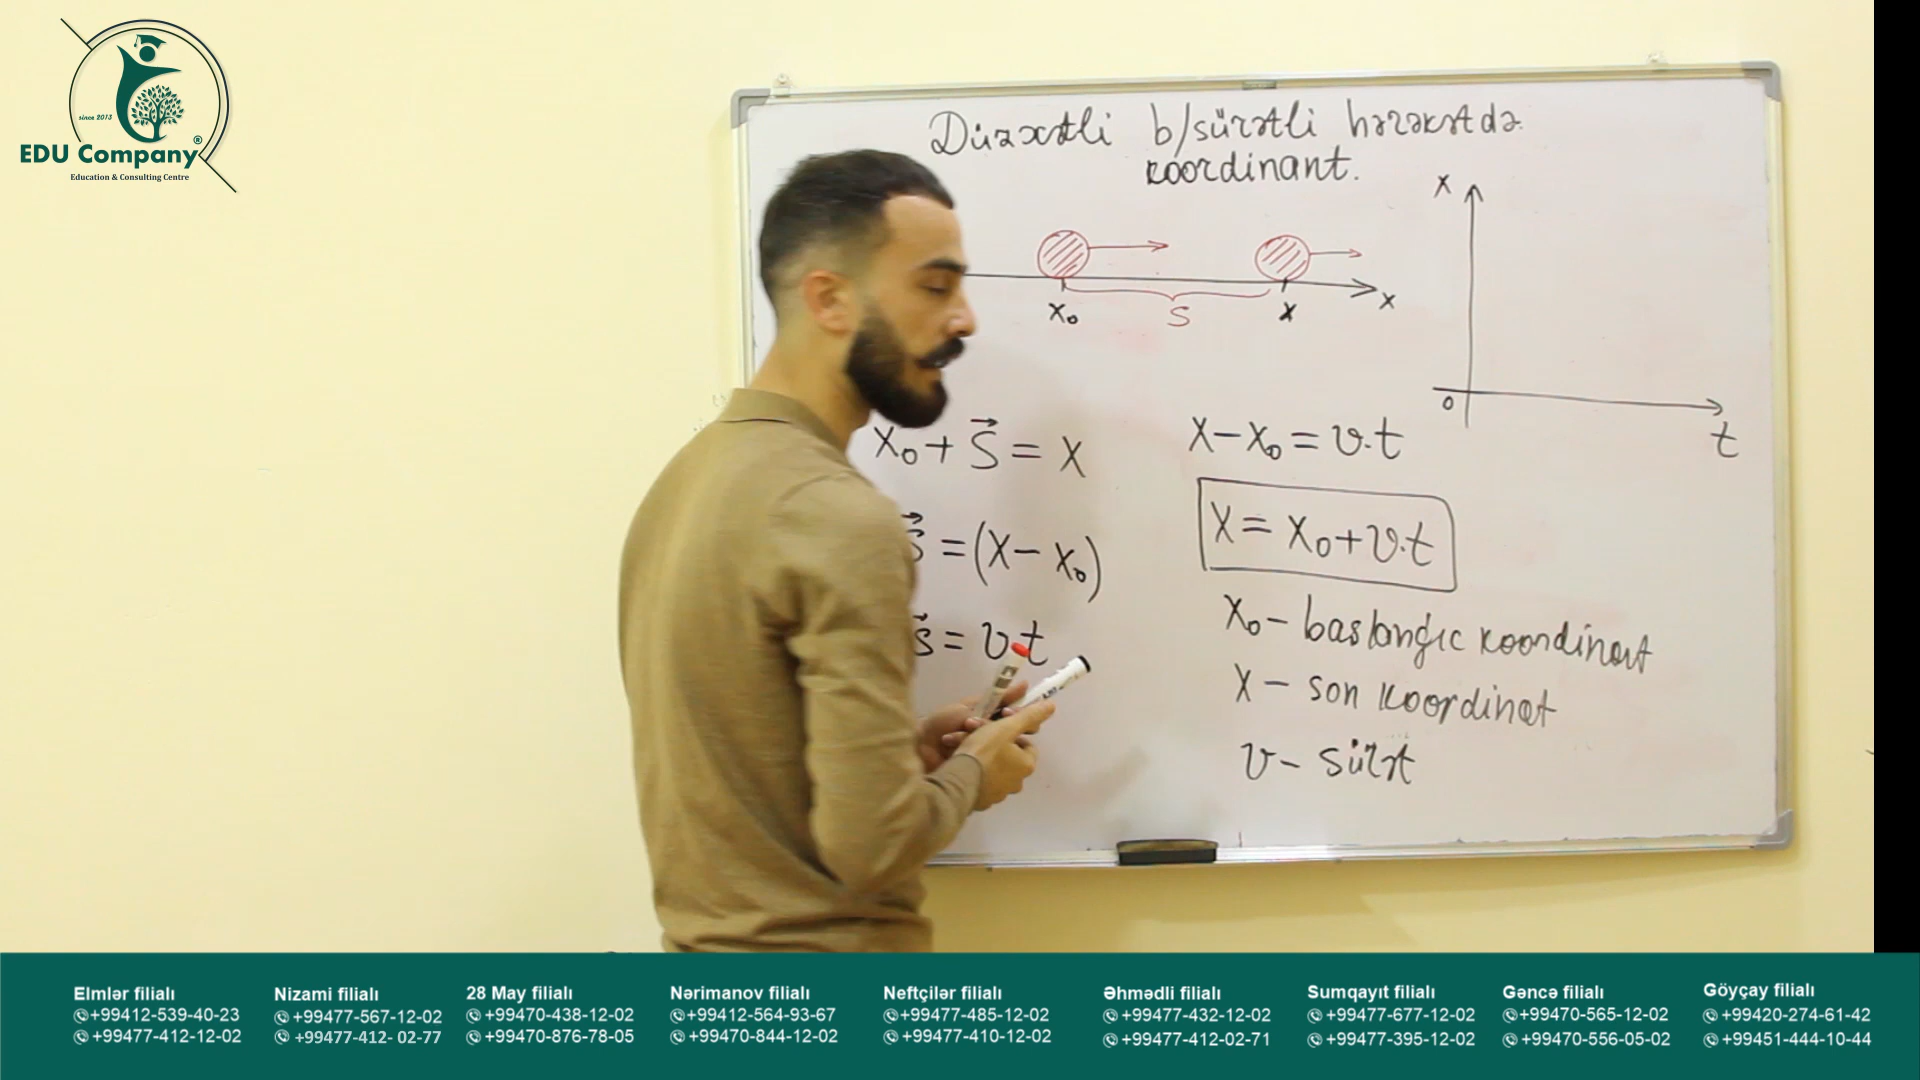 since 2013
EDU Company®
Education & Consulting Centre
Düzxətli b/sürətli hərəkətdə
koordinant.
x
x₀ S x x
0
t
x₀ + S⃗ = x
S⃗ = (x − x₀)
s⃗ = v t
x − x₀ = v·t
x = x₀ + v·t
x₀ – baslanğıc koordinat
x – son koordinat
v – sürət
Elmlər filialı
+99412-539-40-23
+99477-412-12-02
Nizami filialı
+99477-567-12-02
+99477-412- 02-77
28 May filialı
+99470-438-12-02
+99470-876-78-05
Nərimanov filialı
+99412-564-93-67
+99470-844-12-02
Neftçilər filialı
+99477-485-12-02
+99477-410-12-02
Əhmədli filialı
+99477-432-12-02
+99477-412-02-71
Sumqayıt filialı
+99477-677-12-02
+99477-395-12-02
Gəncə filialı
+99470-565-12-02
+99470-556-05-02
Göyçay filialı
+99420-274-61-42
+99451-444-10-44